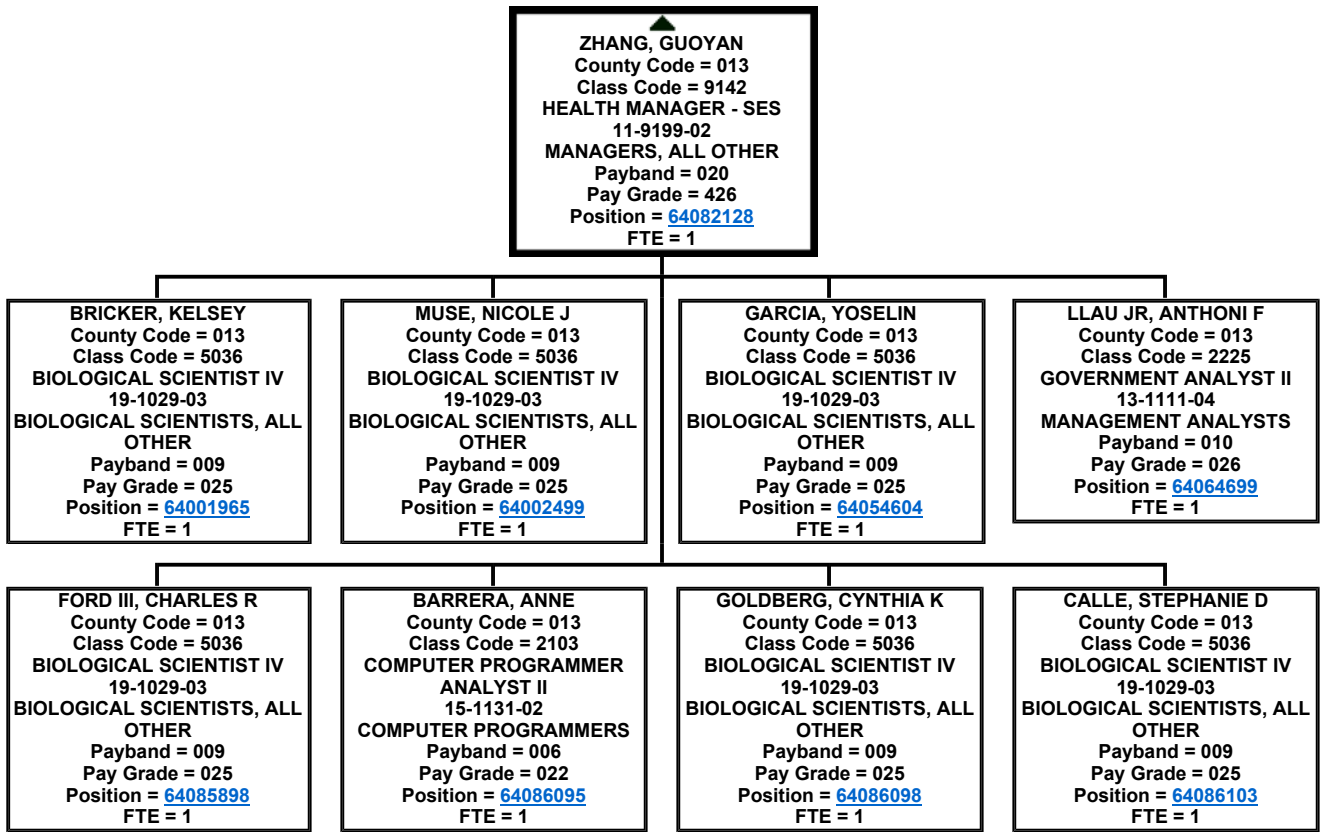 ZHANG, GUOYAN
County Code = 013
Class Code = 9142
HEALTH MANAGER - SES
11-9199-02
MANAGERS, ALL OTHER
Payband = 020
Pay Grade = 426
Position = 64082128
FTE = 1
BRICKER, KELSEY
County Code = 013
Class Code = 5036
BIOLOGICAL SCIENTIST IV
19-1029-03
BIOLOGICAL SCIENTISTS, ALL
OTHER
Payband = 009
Pay Grade = 025
Position = 64001965
FTE = 1
MUSE, NICOLE J
County Code = 013
Class Code = 5036
BIOLOGICAL SCIENTIST IV
19-1029-03
BIOLOGICAL SCIENTISTS, ALL
OTHER
Payband = 009
Pay Grade = 025
Position = 64002499
FTE = 1
GARCIA, YOSELIN
County Code = 013
Class Code = 5036
BIOLOGICAL SCIENTIST IV
19-1029-03
BIOLOGICAL SCIENTISTS, ALL
OTHER
Payband = 009
Pay Grade = 025
Position = 64054604
FTE = 1
LLAU JR, ANTHONI F
County Code = 013
Class Code = 2225
GOVERNMENT ANALYST II
13-1111-04
MANAGEMENT ANALYSTS
Payband = 010
Pay Grade = 026
Position = 64064699
FTE = 1
FORD III, CHARLES R
County Code = 013
Class Code = 5036
BIOLOGICAL SCIENTIST IV
19-1029-03
BIOLOGICAL SCIENTISTS, ALL
OTHER
Payband = 009
Pay Grade = 025
Position = 64085898
FTE = 1
BARRERA, ANNE
County Code = 013
Class Code = 2103
COMPUTER PROGRAMMER
ANALYST II
15-1131-02
COMPUTER PROGRAMMERS
Payband = 006
Pay Grade = 022
Position = 64086095
FTE = 1
GOLDBERG, CYNTHIA K
County Code = 013
Class Code = 5036
BIOLOGICAL SCIENTIST IV
19-1029-03
BIOLOGICAL SCIENTISTS, ALL
OTHER
Payband = 009
Pay Grade = 025
Position = 64086098
FTE = 1
CALLE, STEPHANIE D
County Code = 013
Class Code = 5036
BIOLOGICAL SCIENTIST IV
19-1029-03
BIOLOGICAL SCIENTISTS, ALL
OTHER
Payband = 009
Pay Grade = 025
Position = 64086103
FTE = 1